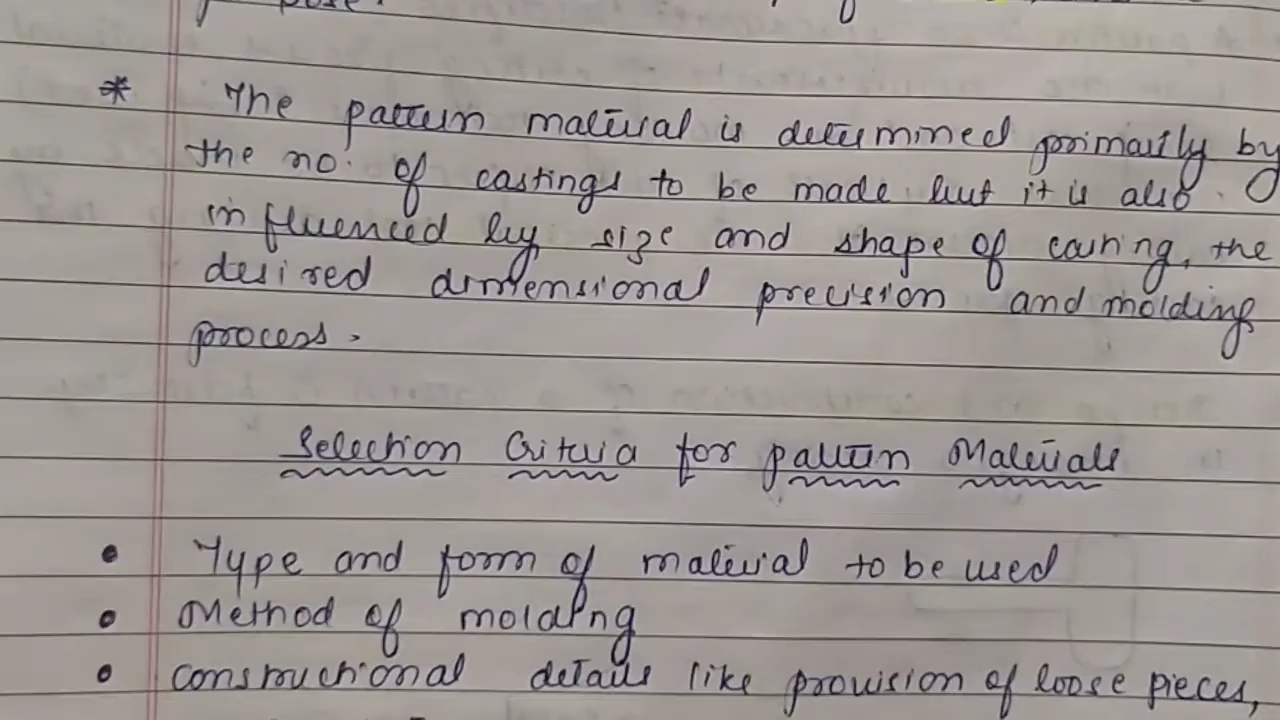 pose.
* The pattern material is determined primarily by
the no. of castings to be made but it is also
influenced by size and shape of casing, the
desired dimensional precision and molding
process.
Selection Criteria for pattern Materials
• Type and form of material to be used
• Method of molding
• Constructional details like provision of loose pieces,